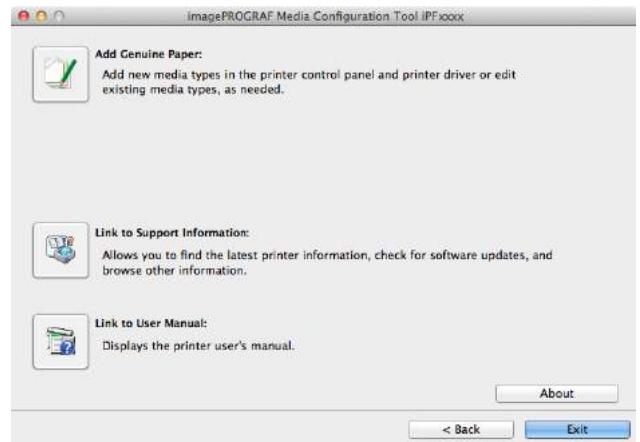 imagePROGRAF Media Configuration Tool iPFxxxx
Add Genuine Paper:
Add new media types in the printer control panel and printer driver or edit
existing media types, as needed.
Link to Support Information:
Allows you to find the latest printer information, check for software updates, and
browse other information.
Link to User Manual:
Displays the printer user's manual.
About
< Back
Exit